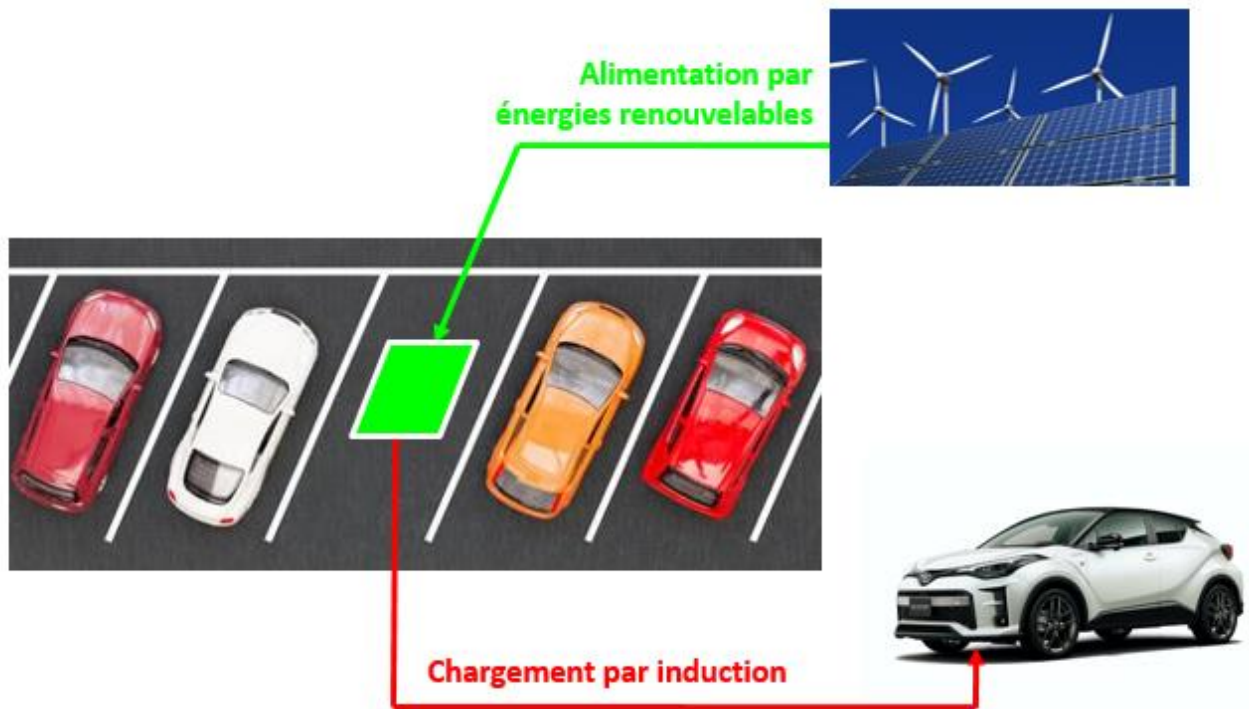 Alimentation par
énergies renouvelables
Chargement par induction